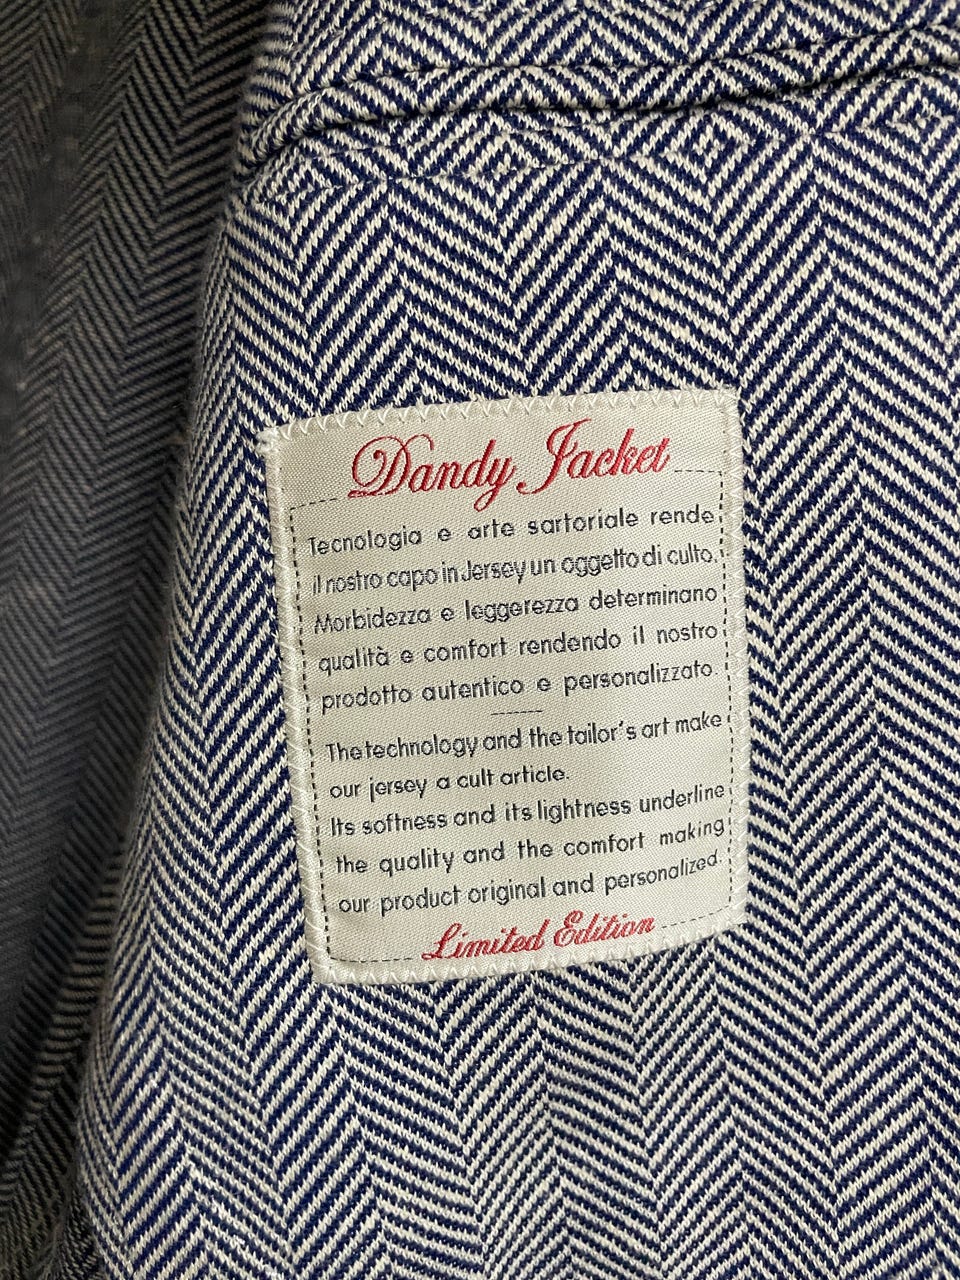 Dandy Jacket
Tecnologia e arte sartoriale rende
il nostro capo in Jersey un oggetto di culto.
Morbidezza e leggerezza determinano
qualità e comfort rendendo il nostro
prodotto autentico e personalizzato.
The technology and the tailor's art make
our jersey a cult article.
Its softness and its lightness underline
the quality and the comfort making
our product original and personalized.
Limited Edition